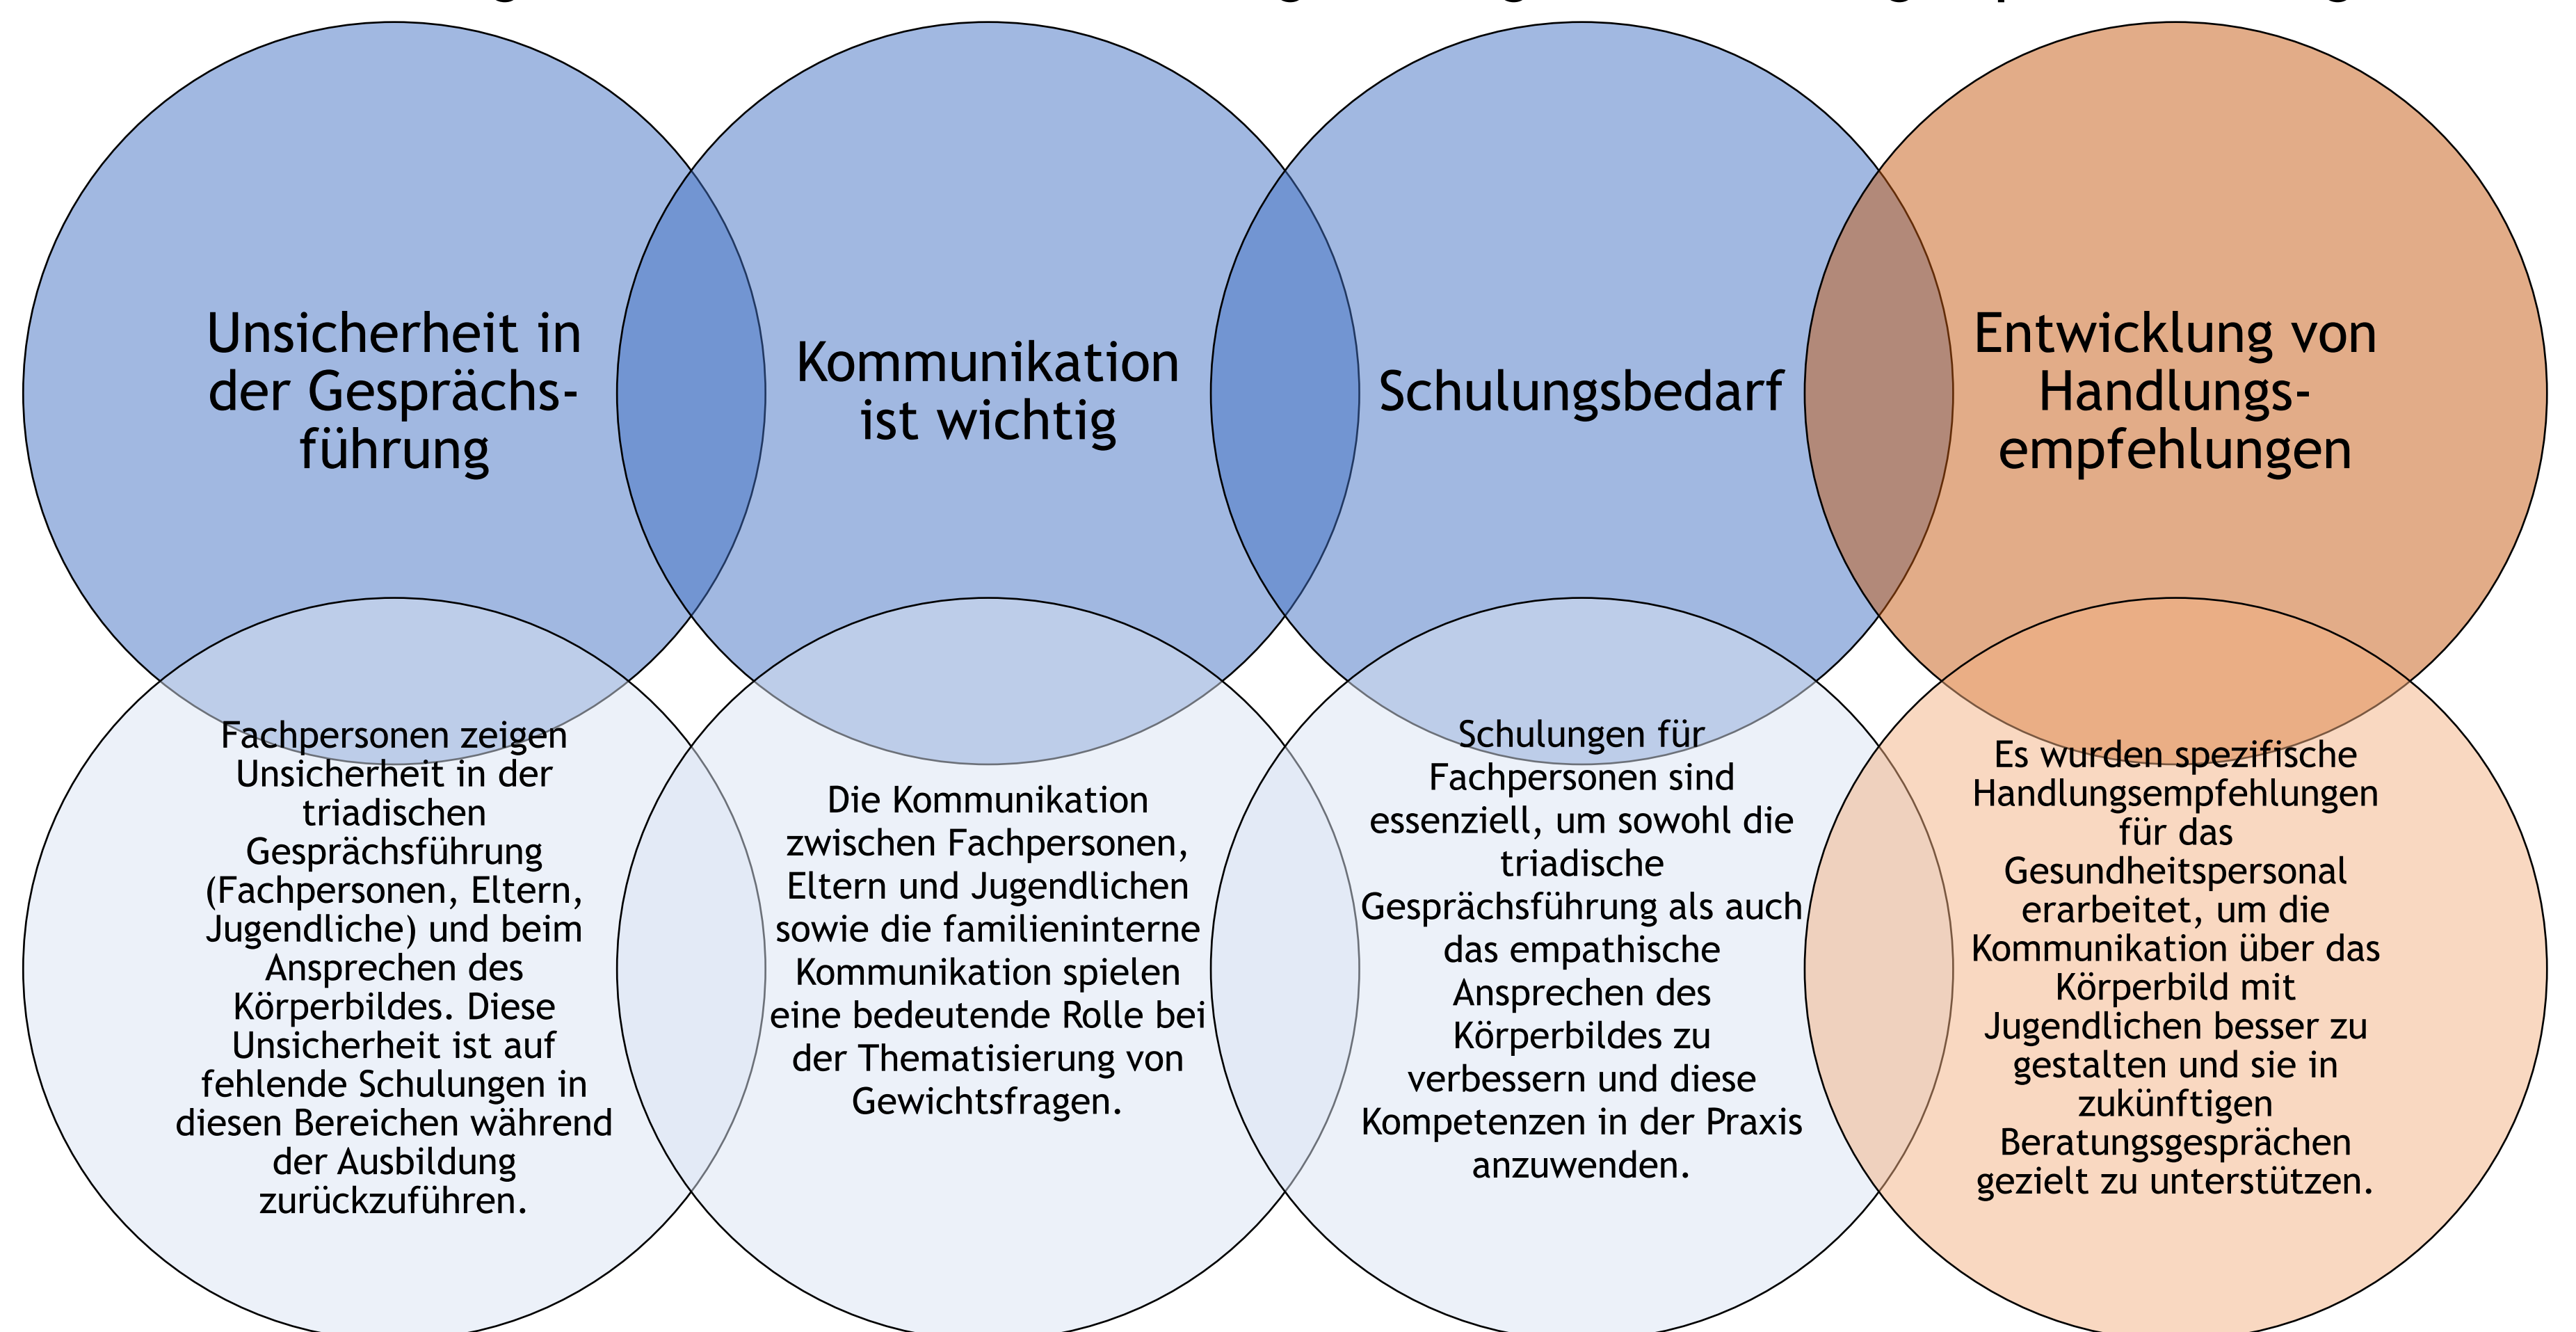 Unsicherheit in
der Gesprächs-
führung
Kommunikation
ist wichtig
Schulungsbedarf
Entwicklung von
Handlungs-
empfehlungen
Fachpersonen zeigen
Unsicherheit in der
triadischen
Gesprächsführung
(Fachpersonen, Eltern,
Jugendliche) und beim
Ansprechen des
Körperbildes. Diese
Unsicherheit ist auf
fehlende Schulungen in
diesen Bereichen während
der Ausbildung
zurückzuführen.
Die Kommunikation
zwischen Fachpersonen,
Eltern und Jugendlichen
sowie die familieninterne
Kommunikation spielen
eine bedeutende Rolle bei
der Thematisierung von
Gewichtsfragen.
Schulungen für
Fachpersonen sind
essenziell, um sowohl die
triadische
Gesprächsführung als auch
das empathische
Ansprechen des
Körperbildes zu
verbessern und diese
Kompetenzen in der Praxis
anzuwenden.
Es wurden spezifische
Handlungsempfehlungen
für das
Gesundheitspersonal
erarbeitet, um die
Kommunikation über das
Körperbild mit
Jugendlichen besser zu
gestalten und sie in
zukünftigen
Beratungsgesprächen
gezielt zu unterstützen.